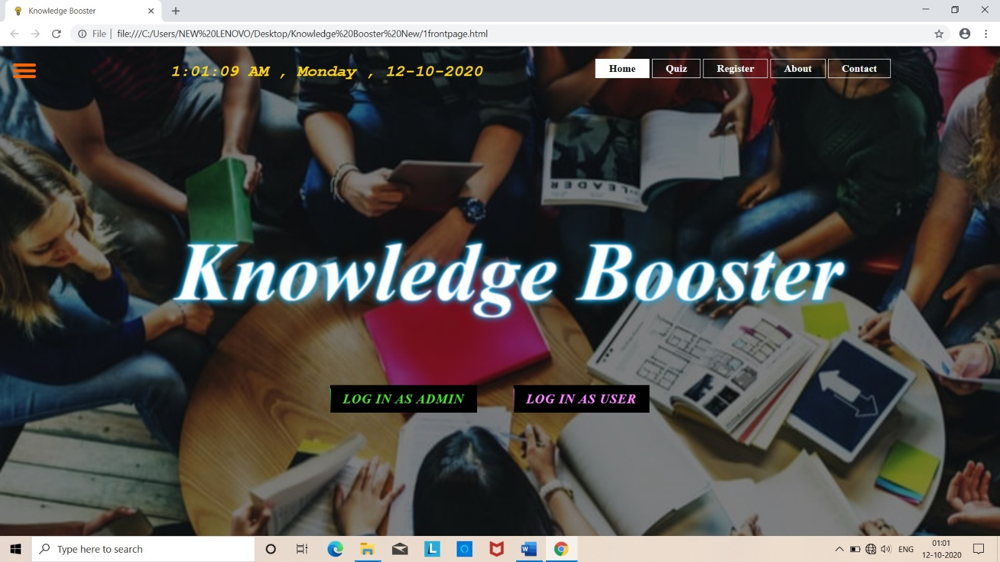 Knowledge Booster
File | file:///C:/Users/NEW%20LENOVO/Desktop/Knowledge%20Booster%20New/1frontpage.html
1:01:09 AM , Monday , 12-10-2020
Home Quiz Register About Contact
LEADER
Knowledge Booster
LOG IN AS ADMIN LOG IN AS USER
Type here to search
L
W
ENG
01:01
12-10-2020